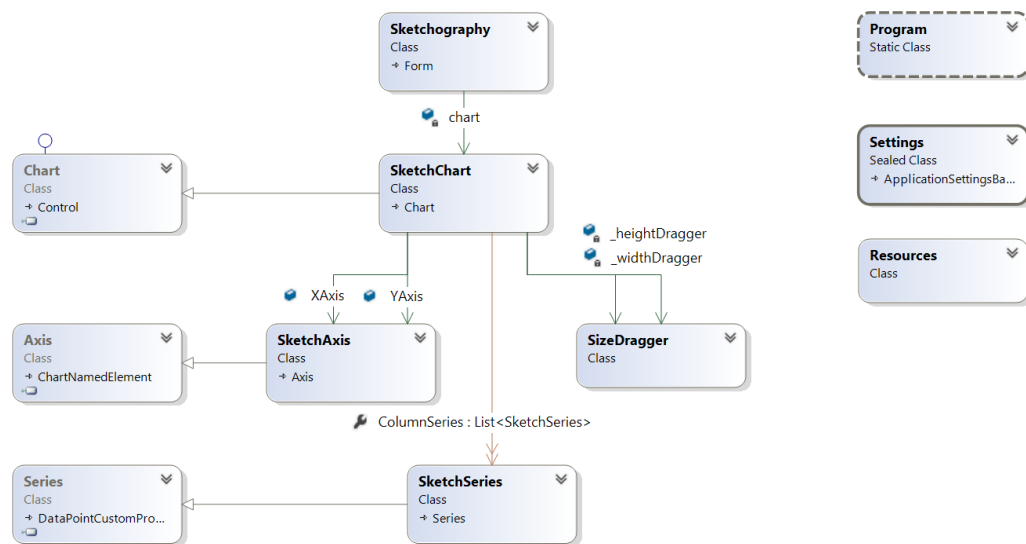 Sketchography
Class
Form
Program
Static Class
chart
Settings
Sealed Class
ApplicationSettingsBa...
Chart
Class
Control
SketchChart
Class
Chart
_heightDragger
_widthDragger
Resources
Class
XAxis
YAxis
Axis
Class
ChartNamedElement
SketchAxis
Class
Axis
SizeDragger
Class
ColumnSeries : List<SketchSeries>
Series
Class
DataPointCustomPro...
SketchSeries
Class
Series